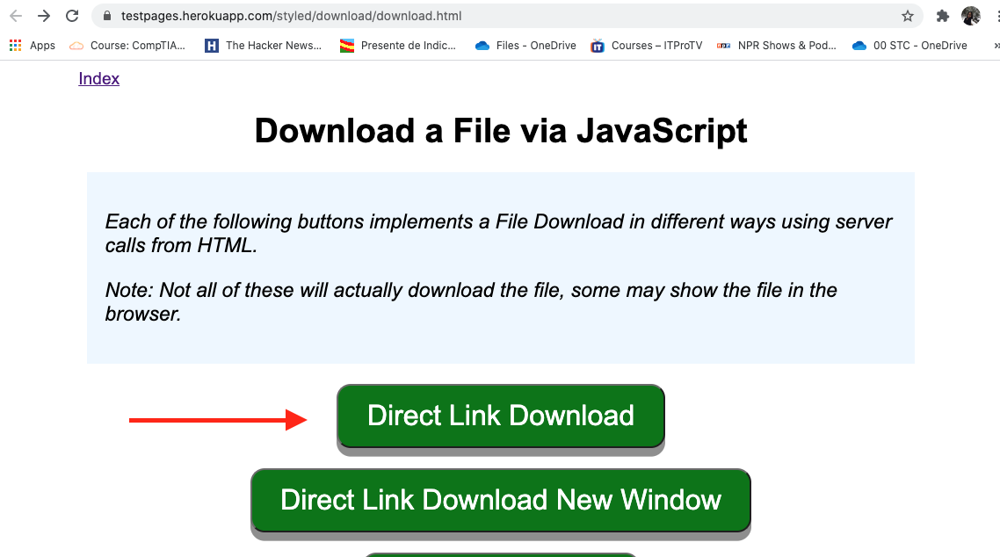 testpages.herokuapp.com/styled/download/download.html
Apps Course: CompTIA... H The Hacker News... Presente de Indic... Files - OneDrive IT Courses – ITProTV npr NPR Shows & Pod... 00 STC - OneDrive »
Index
Download a File via JavaScript
Each of the following buttons implements a File Download in different ways using server
calls from HTML.
Note: Not all of these will actually download the file, some may show the file in the
browser.
Direct Link Download
Direct Link Download New Window